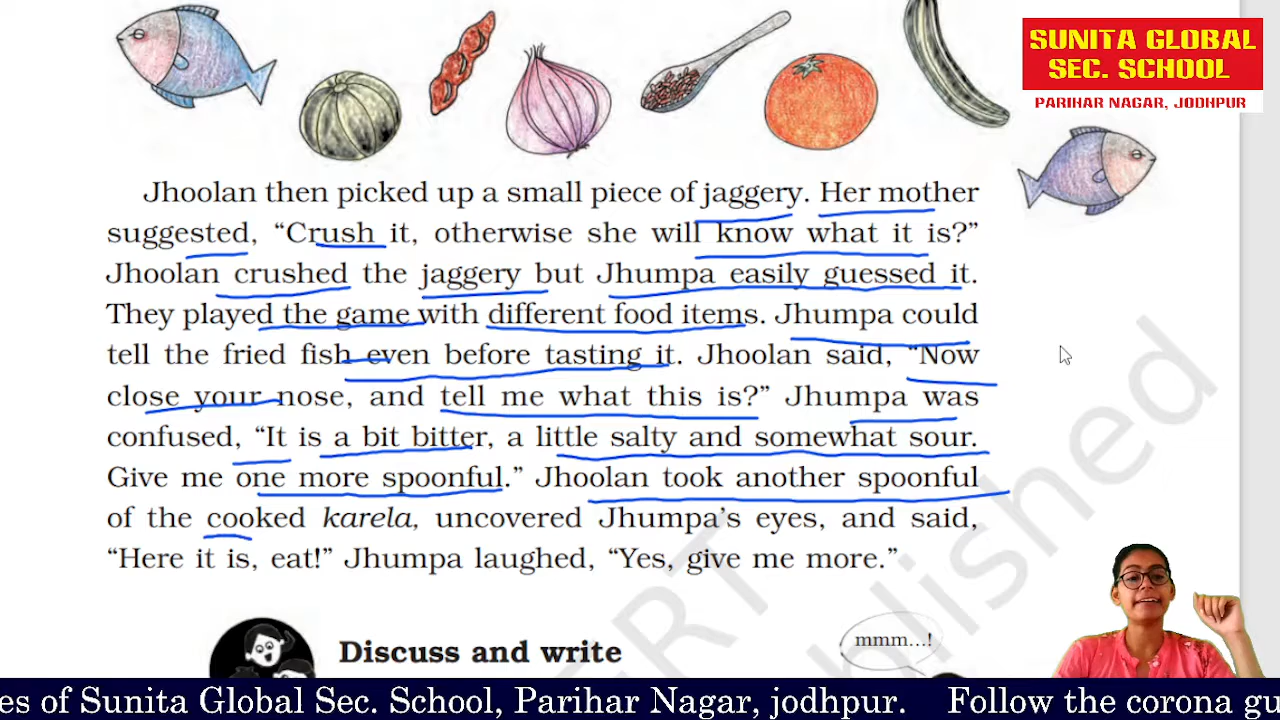 SUNITA GLOBAL
SEC. SCHOOL
PARIHAR NAGAR, JODHPUR
Jhoolan then picked up a small piece of jaggery. Her mother
suggested, “Crush it, otherwise she will know what it is?”
Jhoolan crushed the jaggery but Jhumpa easily guessed it.
They played the game with different food items. Jhumpa could
tell the fried fish even before tasting it. Jhoolan said, “Now
close your nose, and tell me what this is?” Jhumpa was
confused, “It is a bit bitter, a little salty and somewhat sour.
Give me one more spoonful.” Jhoolan took another spoonful
of the cooked karela, uncovered Jhumpa’s eyes, and said,
“Here it is, eat!” Jhumpa laughed, “Yes, give me more.”
Discuss and write
mmm...!
of Sunita Global Sec. School, Parihar Nagar, jodhpur. Follow the corona